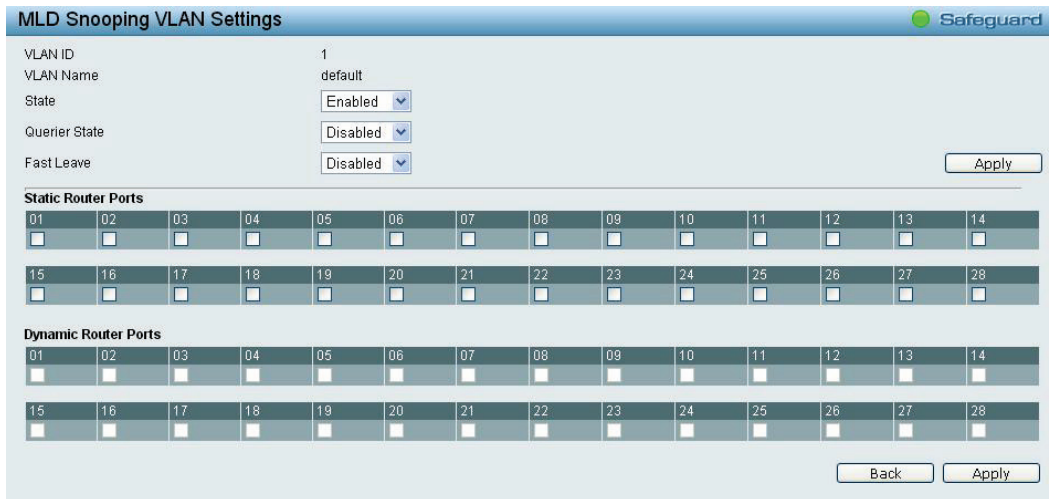 MLD Snooping VLAN Settings Safeguard
VLAN ID 1
VLAN Name default
State Enabled
Querier State Disabled
Fast Leave Disabled Apply
Static Router Ports
01 02 03 04 05 06 07 08 09 10 11 12 13 14
15 16 17 18 19 20 21 22 23 24 25 26 27 28
Dynamic Router Ports
01 02 03 04 05 06 07 08 09 10 11 12 13 14
15 16 17 18 19 20 21 22 23 24 25 26 27 28
Back Apply